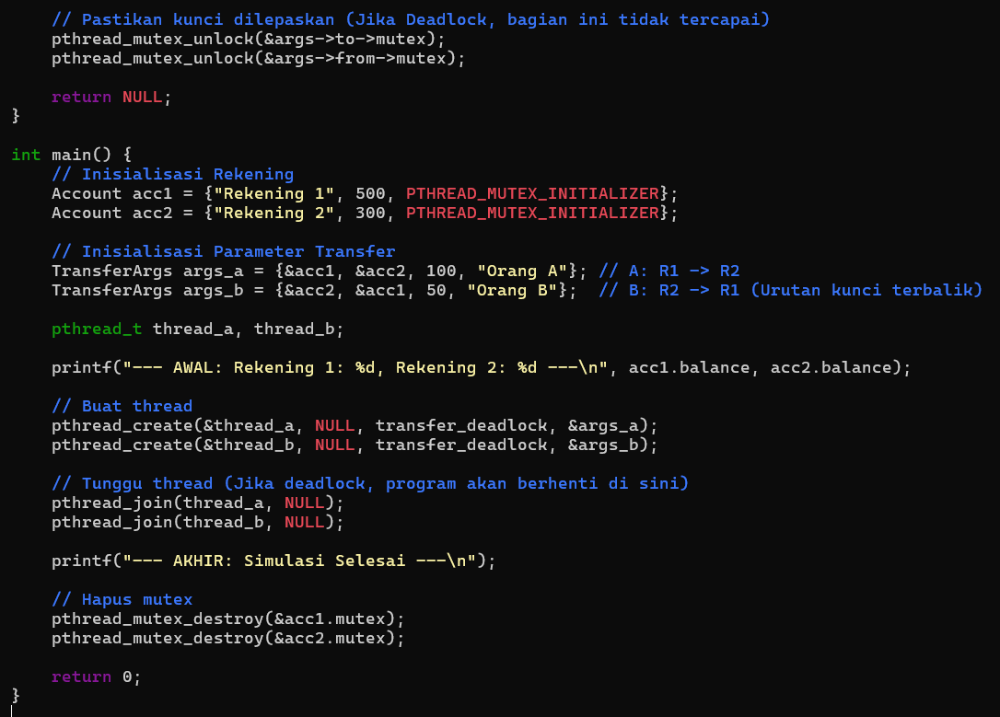 // Pastikan kunci dilepaskan (Jika Deadlock, bagian ini tidak tercapai)
pthread_mutex_unlock(&args->to->mutex);
pthread_mutex_unlock(&args->from->mutex);
return NULL;
}
int main() {
// Inisialisasi Rekening
Account acc1 = {"Rekening 1", 500, PTHREAD_MUTEX_INITIALIZER};
Account acc2 = {"Rekening 2", 300, PTHREAD_MUTEX_INITIALIZER};
// Inisialisasi Parameter Transfer
TransferArgs args_a = {&acc1, &acc2, 100, "Orang A"}; // A: R1 -> R2
TransferArgs args_b = {&acc2, &acc1, 50, "Orang B"};  // B: R2 -> R1 (Urutan kunci terbalik)
pthread_t thread_a, thread_b;
printf("--- AWAL: Rekening 1: %d, Rekening 2: %d ---\n", acc1.balance, acc2.balance);
// Buat thread
pthread_create(&thread_a, NULL, transfer_deadlock, &args_a);
pthread_create(&thread_b, NULL, transfer_deadlock, &args_b);
// Tunggu thread (Jika deadlock, program akan berhenti di sini)
pthread_join(thread_a, NULL);
pthread_join(thread_b, NULL);
printf("--- AKHIR: Simulasi Selesai ---\n");
// Hapus mutex
pthread_mutex_destroy(&acc1.mutex);
pthread_mutex_destroy(&acc2.mutex);
return 0;
}